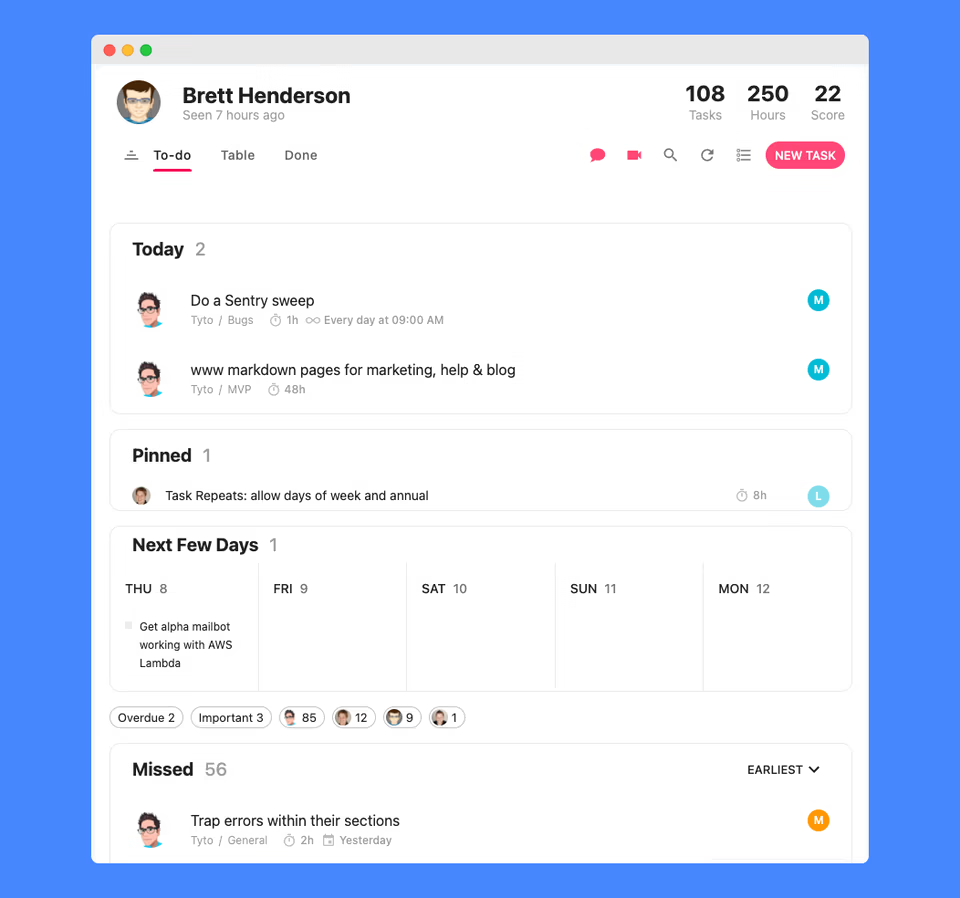 Brett Henderson
Seen 7 hours ago
108 250 22
Tasks Hours Score
To-do Table Done NEW TASK
Today 2
Do a Sentry sweep
M
Tyto / Bugs 1h Every day at 09:00 AM
www markdown pages for marketing, help & blog
M
Tyto / MVP 48h
Pinned 1
Task Repeats: allow days of week and annual 8h L
Next Few Days 1
THU 8 FRI 9 SAT 10 SUN 11 MON 12
Get alpha mailbot
working with AWS
Lambda
Overdue 2 Important 3 85 12 9 1
Missed 56 EARLIEST
Trap errors within their sections
M
Tyto / General 2h Yesterday